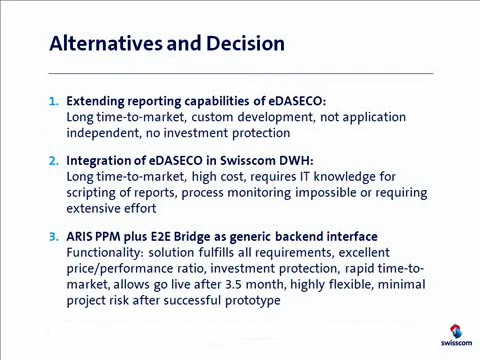 Alternatives and Decision
1. Extending reporting capabilities of eDASECO:
Long time-to-market, custom development, not application
independent, no investment protection
2. Integration of eDASECO in Swisscom DWH:
Long time-to-market, high cost, requires IT knowledge for
scripting of reports, process monitoring impossible or requiring
extensive effort
3. ARIS PPM plus E2E Bridge as generic backend interface
Functionality: solution fulfills all requirements, excellent
price/performance ratio, investment protection, rapid time-to-
market, allows go live after 3.5 month, highly flexible, minimal
project risk after successful prototype
swisscom